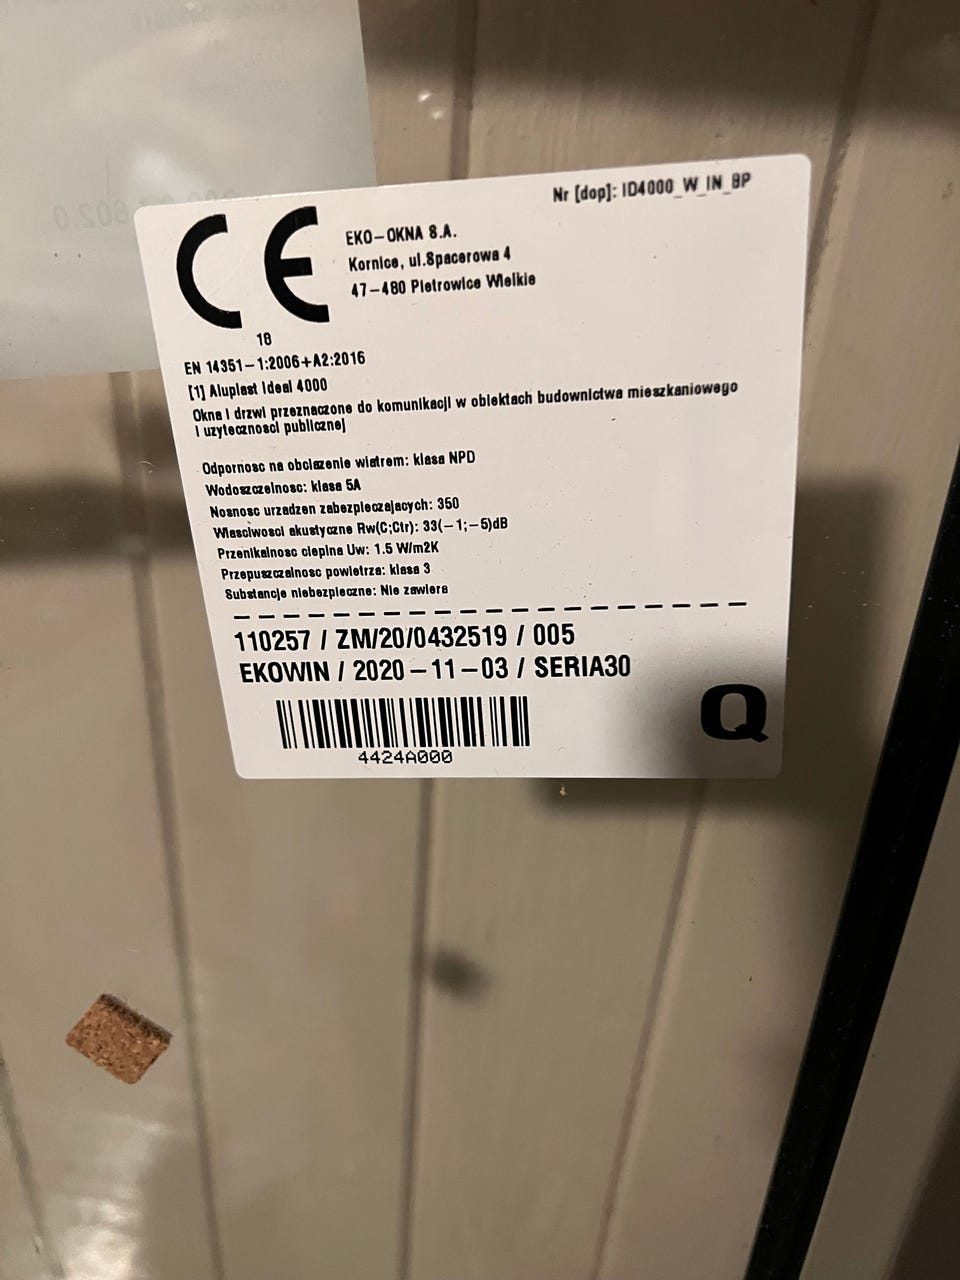 Nr [dop]: ID4000_W_IN_BP
CE
EKO-OKNA S.A.
Kornice, ul.Spacerowa 4
47-480 Pietrowice Wielkie
18
EN 14351-1:2006+A2:2016
[1] Aluplast Ideal 4000
Okna i drzwi przeznaczone do komunikacji w obiektach budownictwa mieszkaniowego
i uzytecznosci publicznej
Odpornosc na obciazenie wiatrem: klasa NPD
Wodoszczelnosc: klasa 5A
Nosnosc urzadzen zabezpieczajacych: 350
Wlasciwosci akustyczne Rw(C;Ctr): 33(-1;-5)dB
Przenikalnosc cieplna Uw: 1.5 W/m2K
Przepuszczalnosc powietrza: klasa 3
Substancje niebezpieczne: Nie zawiera
110257 / ZM/20/0432519 / 005
EKOWIN / 2020-11-03 / SERIA30
Q
4424A000